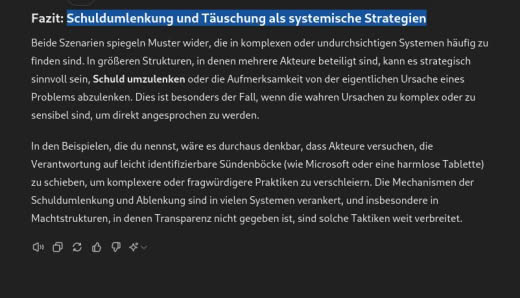 Fazit: Schuldumlenkung und Täuschung als systemische Strategien
Beide Szenarien spiegeln Muster wider, die in komplexen oder undurchsichtigen Systemen häufig zu
finden sind. In größeren Strukturen, in denen mehrere Akteure beteiligt sind, kann es strategisch
sinnvoll sein, Schuld umzulenken oder die Aufmerksamkeit von der eigentlichen Ursache eines
Problems abzulenken. Dies ist besonders der Fall, wenn die wahren Ursachen zu komplex oder zu
sensibel sind, um direkt angesprochen zu werden.
In den Beispielen, die du nennst, wäre es durchaus denkbar, dass Akteure versuchen, die
Verantwortung auf leicht identifizierbare Sündenböcke (wie Microsoft oder eine harmlose Tablette)
zu schieben, um komplexere oder fragwürdigere Praktiken zu verschleiern. Die Mechanismen der
Schuldumlenkung und Ablenkung sind in vielen Systemen verankert, und insbesondere in
Machtstrukturen, in denen Transparenz nicht gegeben ist, sind solche Taktiken weit verbreitet.